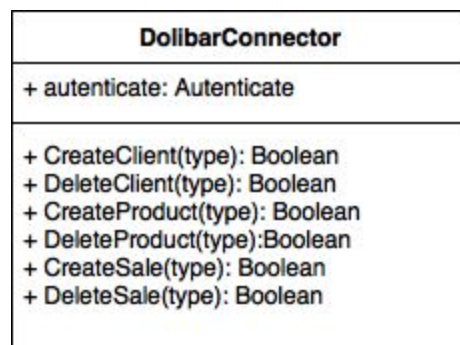 DolibarConnector
+ autenticate: Autenticate
+ CreateClient(type): Boolean
+ DeleteClient(type): Boolean
+ CreateProduct(type): Boolean
+ DeleteProduct(type):Boolean
+ CreateSale(type): Boolean
+ DeleteSale(type): Boolean